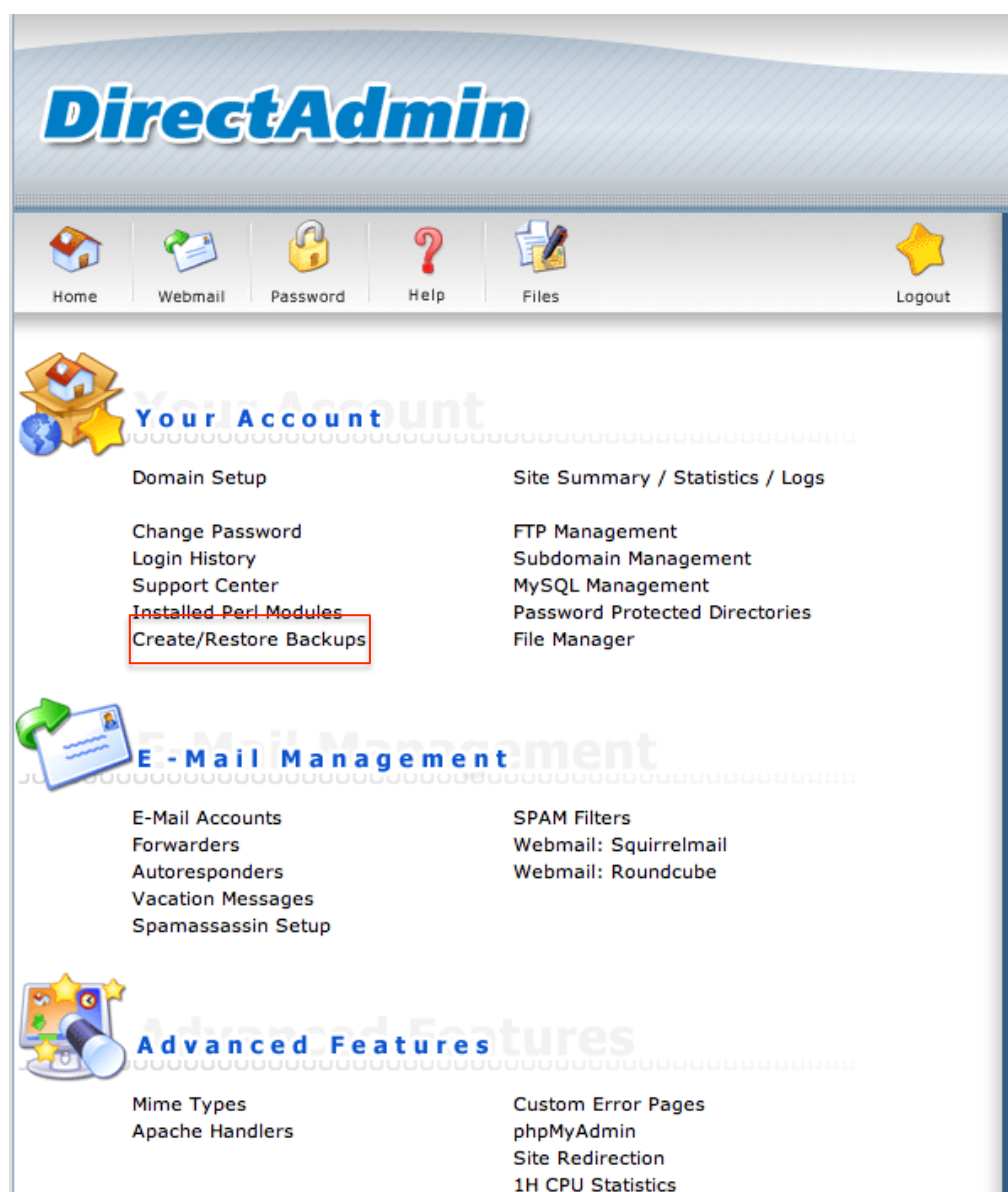 DirectAdmin
Home Webmail Password Help Files Logout
Your Account
Domain Setup
Change Password
Login History
Support Center
Installed Perl Modules
Create/Restore Backups
Site Summary / Statistics / Logs
FTP Management
Subdomain Management
MySQL Management
Password Protected Directories
File Manager
E-Mail Management
E-Mail Accounts
Forwarders
Autoresponders
Vacation Messages
Spamassassin Setup
SPAM Filters
Webmail: Squirrelmail
Webmail: Roundcube
Advanced Features
Mime Types
Apache Handlers
Custom Error Pages
phpMyAdmin
Site Redirection
1H CPU Statistics